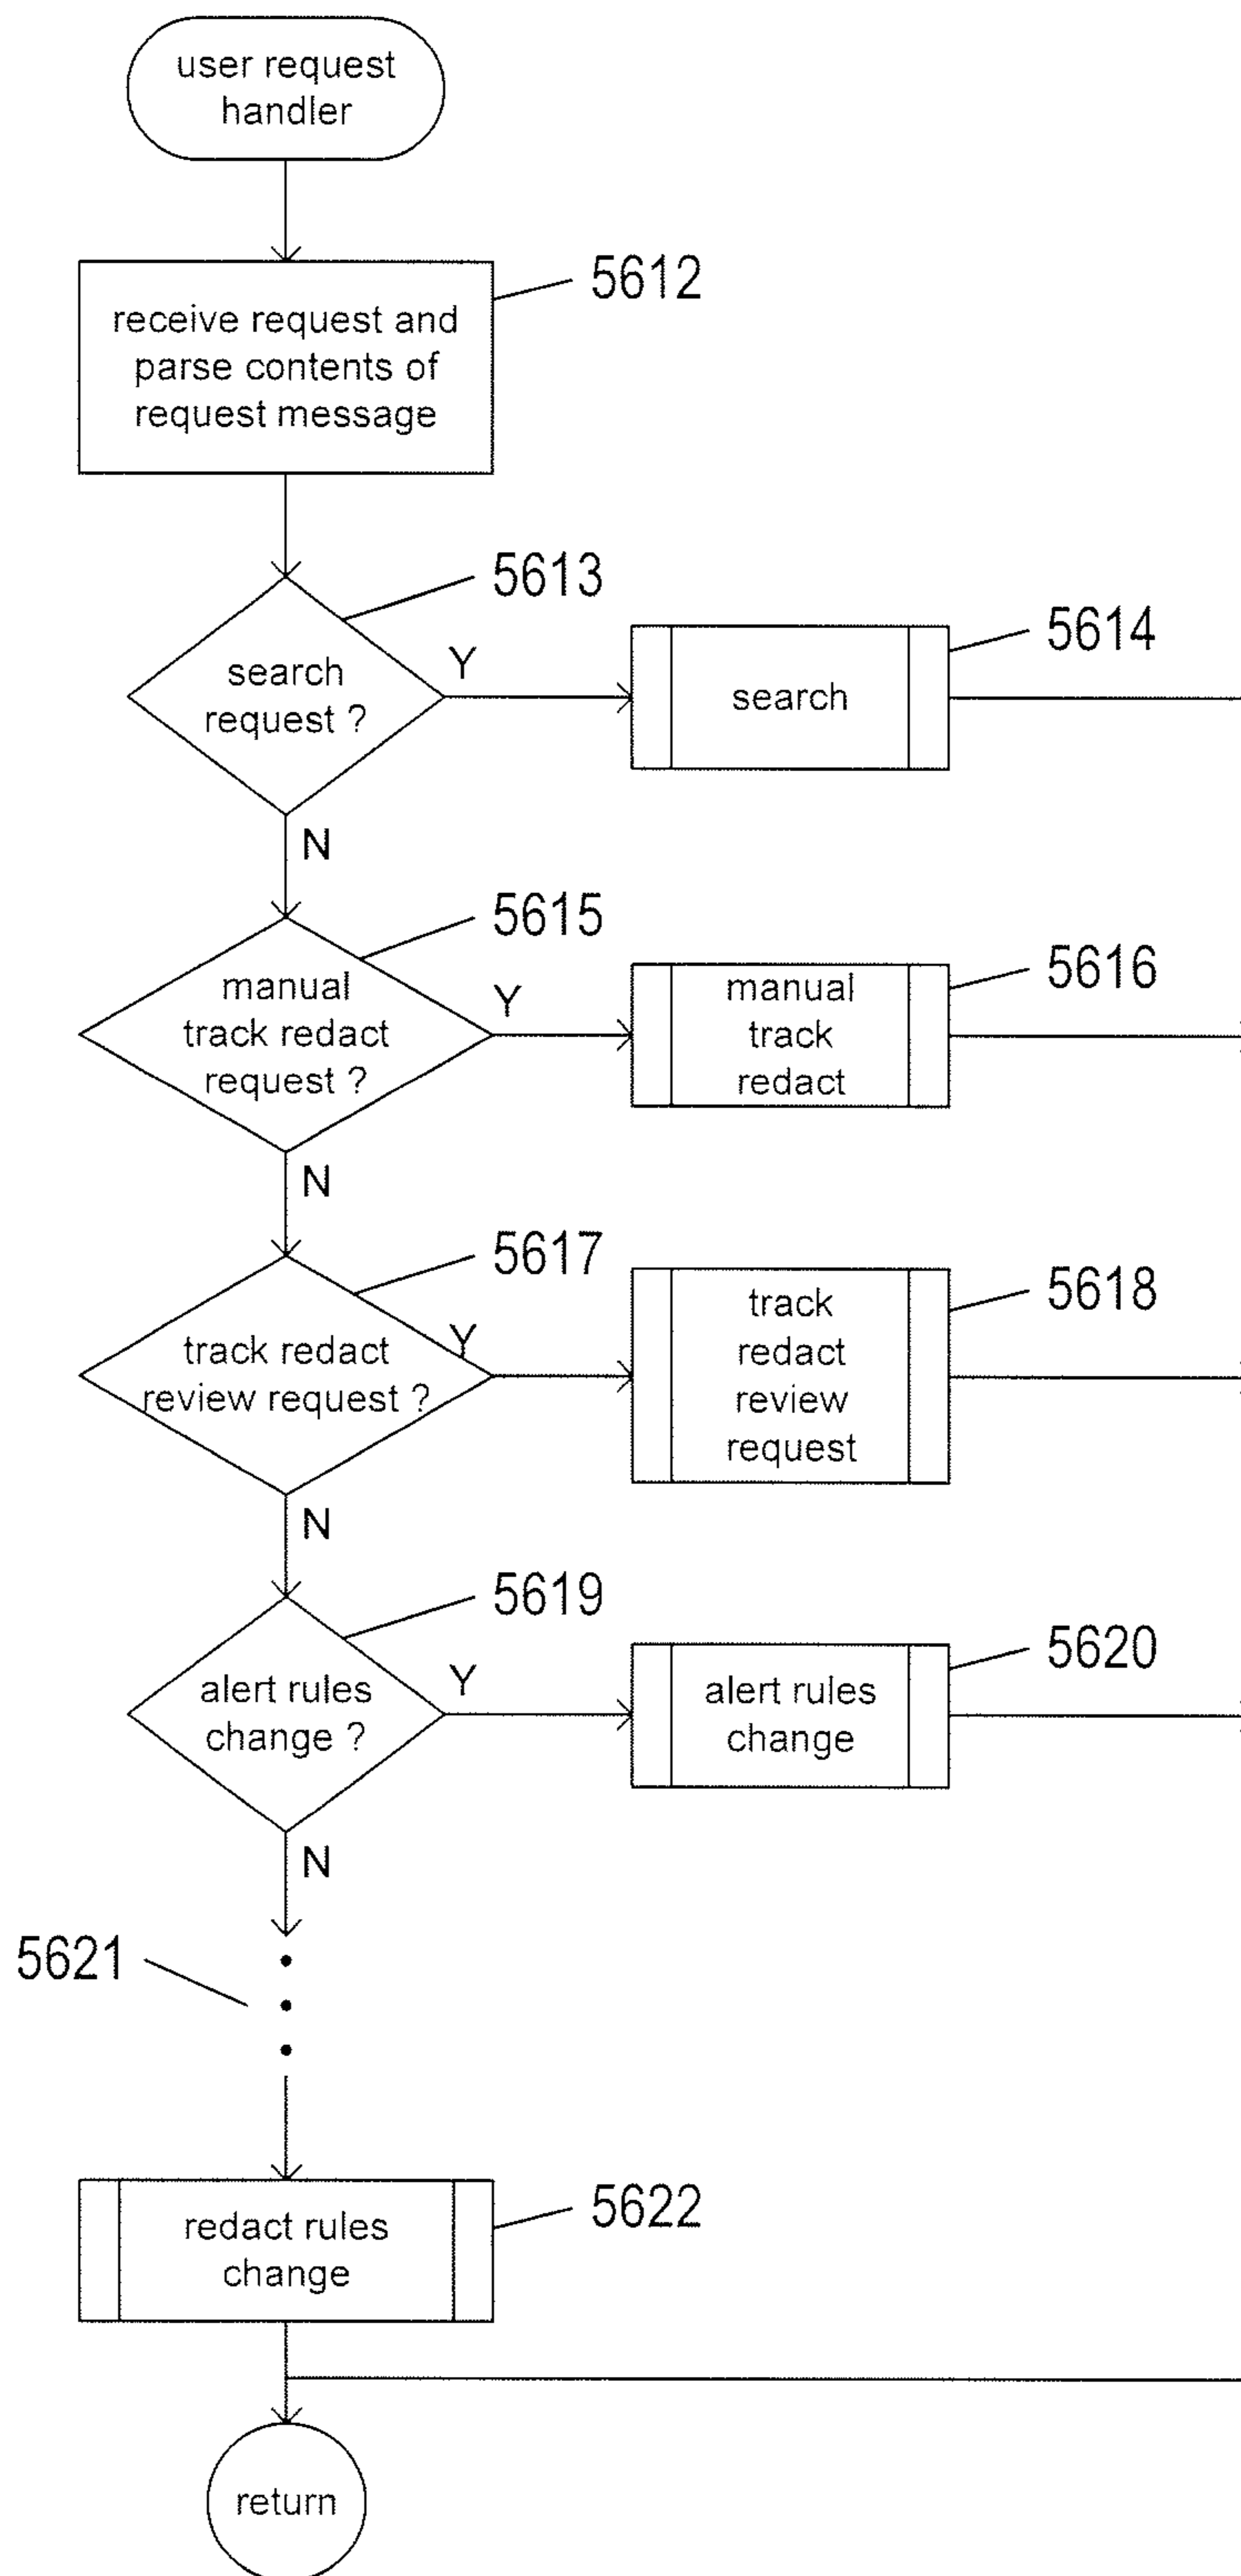 user request
handler
5612
receive request and
parse contents of
request message
5613
search
request ?
Y
5614
search
N
5615
manual
track redact
request ?
Y
5616
manual
track
redact
N
5617
track redact
review request ?
Y
5618
track
redact
review
request
N
5619
alert rules
change ?
Y
5620
alert rules
change
N
5621
5622
redact rules
change
return